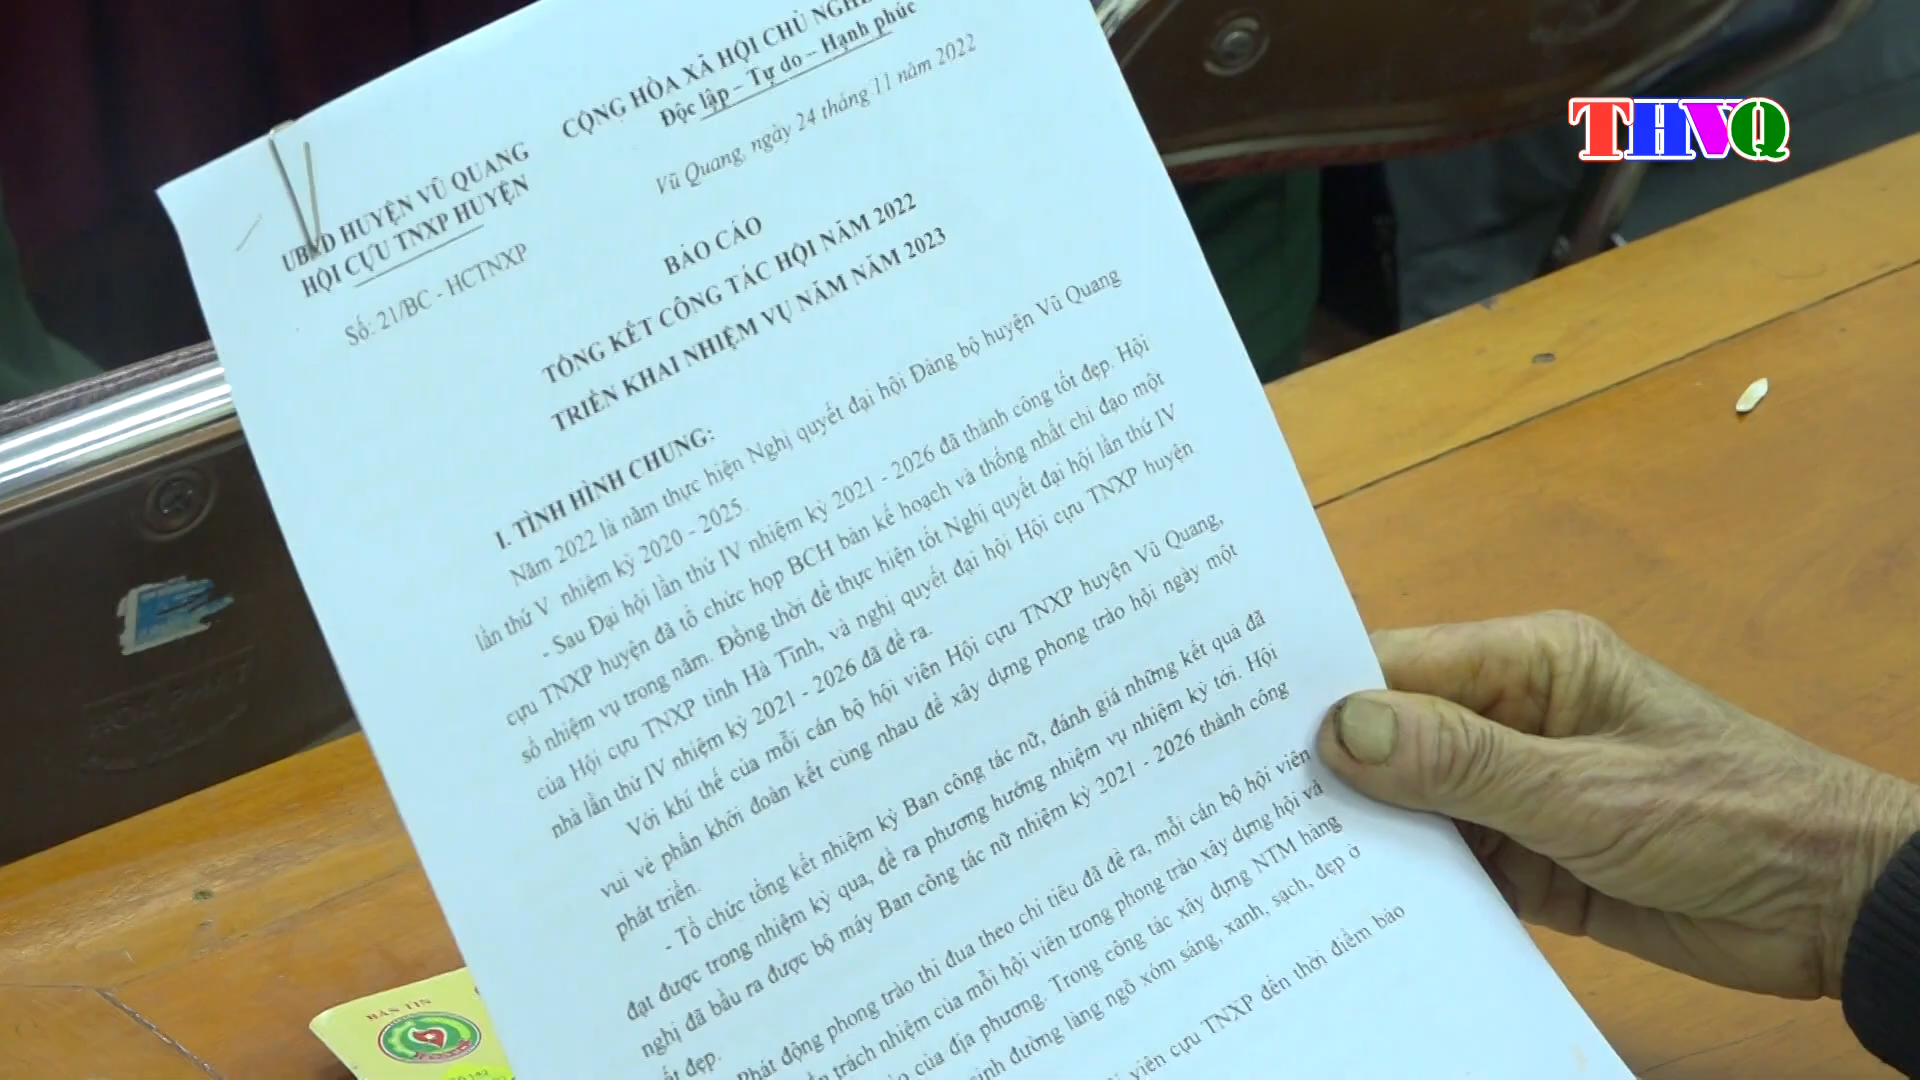 CỘNG HÒA XÃ HỘI CHỦ
Độc lập – Tự do – Hạnh phúc
UBND HUYỆN VŨ QUANG
HỘI CỰU TNXP HUYỆN
Số: 21/BC - HCTNXP
Vũ Quang, ngày 24 tháng 11 năm 2022
BÁO CÁO
TỔNG KẾT CÔNG TÁC HỘI NĂM 2022
TRIỂN KHAI NHIỆM VỤ NĂM NĂM 2023
I. TÌNH HÌNH CHUNG:
Năm 2022 là năm thực hiện Nghị quyết đại hội Đảng bộ huyện Vũ Quang
lần thứ V nhiệm kỳ 2020 - 2025.
- Sau Đại hội lần thứ IV nhiệm kỳ 2021 - 2026 đã thành công tốt đẹp. Hội
cựu TNXP huyện đã tổ chức họp BCH bàn kế hoạch và thống nhất chỉ đạo một
số nhiệm vụ trong năm. Đồng thời để thực hiện tốt Nghị quyết đại hội lần thứ IV
của Hội cựu TNXP tỉnh Hà Tĩnh, và nghị quyết đại hội Hội cựu TNXP huyện
nhà lần thứ IV nhiệm kỳ 2021 - 2026 đã đề ra.
Với khí thế của mỗi cán bộ hội viên Hội cựu TNXP huyện Vũ Quang,
vui vẻ phấn khởi đoàn kết cùng nhau để xây dựng phong trào hội ngày một
phát triển.
- Tổ chức tổng kết nhiệm kỳ Ban công tác nữ, đánh giá những kết quả đã
đạt được trong nhiệm kỳ qua, đề ra phương hướng nhiệm vụ nhiệm kỳ tới. Hội
nghị đã bầu ra được bộ máy Ban công tác nữ nhiệm kỳ 2021 - 2026 thành công
đẹp.
Phát động phong trào thi đua theo chỉ tiêu đã đề ra, mỗi cán bộ hội viên
trách nhiệm của mỗi hội viên trong phong trào xây dựng hội và
của địa phương. Trong công tác xây dựng NTM hàng
sinh đường làng ngõ xóm sáng, xanh, sạch, đẹp ở
viên cựu TNXP đến thời điểm báo
BẢN TIN
THVQ